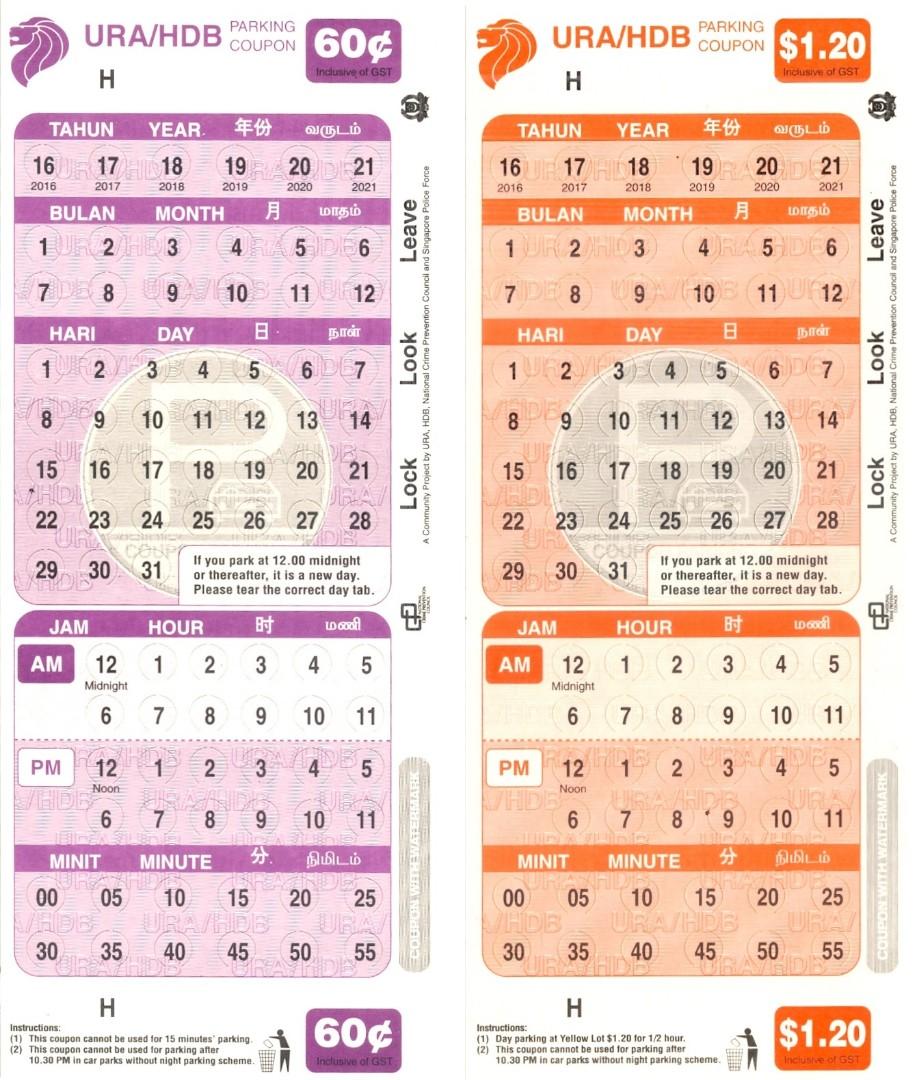 URA/HDB PARKING COUPON
60¢
Inclusive of GST
H
TAHUN YEAR 年份 வருடம்
16 17 18 19 20 21
2016 2017 2018 2019 2020 2021
BULAN MONTH 月 மாதம்
1 2 3 4 5 6
7 8 9 10 11 12
HARI DAY 日 நாள்
1 2 3 4 5 6 7
8 9 10 11 12 13 14
15 16 17 18 19 20 21
22 23 24 25 26 27 28
29 30 31
If you park at 12.00 midnight
or thereafter, it is a new day.
Please tear the correct day tab.
JAM HOUR 时 மணி
AM 12 1 2 3 4 5
Midnight
6 7 8 9 10 11
PM 12 1 2 3 4 5
Noon
6 7 8 9 10 11
MINIT MINUTE 分 நிமிடம்
00 05 10 15 20 25
30 35 40 45 50 55
H
Instructions:
(1) This coupon cannot be used for 15 minutes' parking.
(2) This coupon cannot be used for parking after
10.30 PM in car parks without night parking scheme.
60¢
Inclusive of GST
Lock Look Leave
A Community Project by URA, HDB, National Crime Prevention Council and Singapore Police Force
COUPON WITH WATERMARK
URA/HDB PARKING COUPON
$1.20
Inclusive of GST
H
TAHUN YEAR 年份 வருடம்
16 17 18 19 20 21
2016 2017 2018 2019 2020 2021
BULAN MONTH 月 மாதம்
1 2 3 4 5 6
7 8 9 10 11 12
HARI DAY 日 நாள்
1 2 3 4 5 6 7
8 9 10 11 12 13 14
15 16 17 18 19 20 21
22 23 24 25 26 27 28
29 30 31
If you park at 12.00 midnight
or thereafter, it is a new day.
Please tear the correct day tab.
JAM HOUR 时 மணி
AM 12 1 2 3 4 5
Midnight
6 7 8 9 10 11
PM 12 1 2 3 4 5
Noon
6 7 8 9 10 11
MINIT MINUTE 分 நிமிடம்
00 05 10 15 20 25
30 35 40 45 50 55
H
Instructions:
(1) Day parking at Yellow Lot $1.20 for 1/2 hour.
(2) This coupon cannot be used for parking after
10.30 PM in car parks without night parking scheme.
$1.20
Inclusive of GST
Lock Look Leave
A Community Project by URA, HDB, National Crime Prevention Council and Singapore Police Force
COUPON WITH WATERMARK